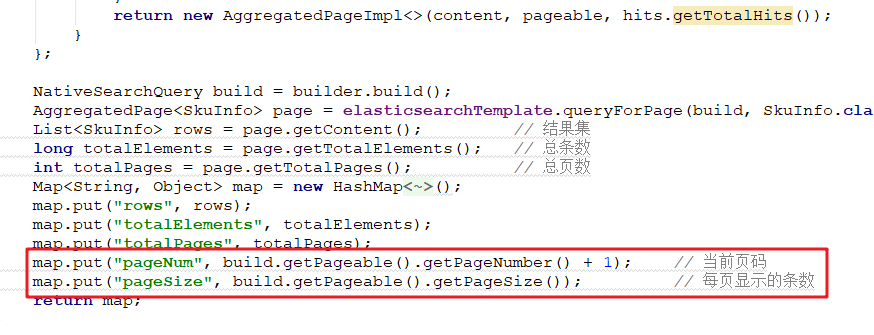 return new AggregatedPageImpl<>(content, pageable, hits.getTotalHits());
}
};
NativeSearchQuery build = builder.build();
AggregatedPage<SkuInfo> page = elasticsearchTemplate.queryForPage(build, SkuInfo.cla
List<SkuInfo> rows = page.getContent(); // 结果集
long totalElements = page.getTotalElements(); // 总条数
int totalPages = page.getTotalPages(); // 总页数
Map<String, Object> map = new HashMap<~>();
map.put("rows", rows);
map.put("totalElements", totalElements);
map.put("totalPages", totalPages);
map.put("pageNum", build.getPageable().getPageNumber() + 1); // 当前页码
map.put("pageSize", build.getPageable().getPageSize()); // 每页显示的条数
return map;